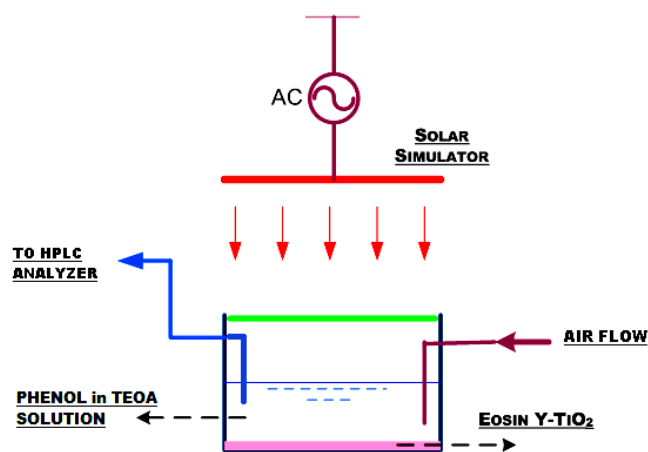 AC
SOLAR
SIMULATOR
TO HPLC
ANALYZER
AIR FLOW
PHENOL in TEOA
SOLUTION
EOSIN Y-TIO₂